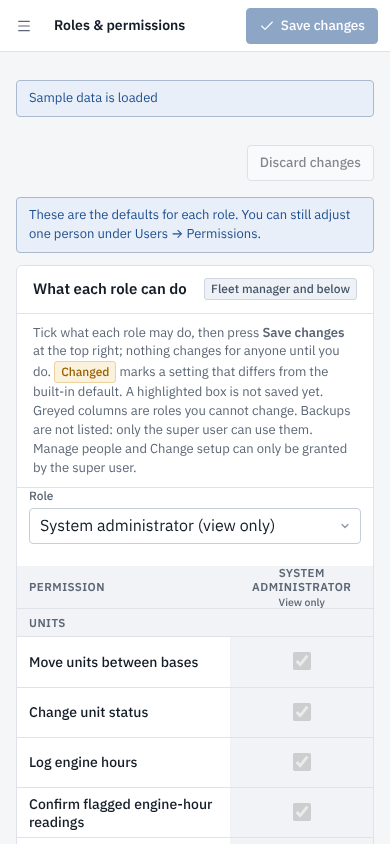 Roles & permissions
Save changes
Sample data is loaded
Discard changes
These are the defaults for each role. You can still adjust
one person under Users → Permissions.
What each role can do
Fleet manager and below
Tick what each role may do, then press Save changes
at the top right; nothing changes for anyone until you
do. Changed marks a setting that differs from the
built-in default. A highlighted box is not saved yet.
Greyed columns are roles you cannot change. Backups
are not listed: only the super user can use them.
Manage people and Change setup can only be granted
by the super user.
Role
System administrator (view only)
PERMISSION
SYSTEM
ADMINISTRATOR
View only
UNITS
Move units between bases
Change unit status
Log engine hours
Confirm flagged engine-hour
readings